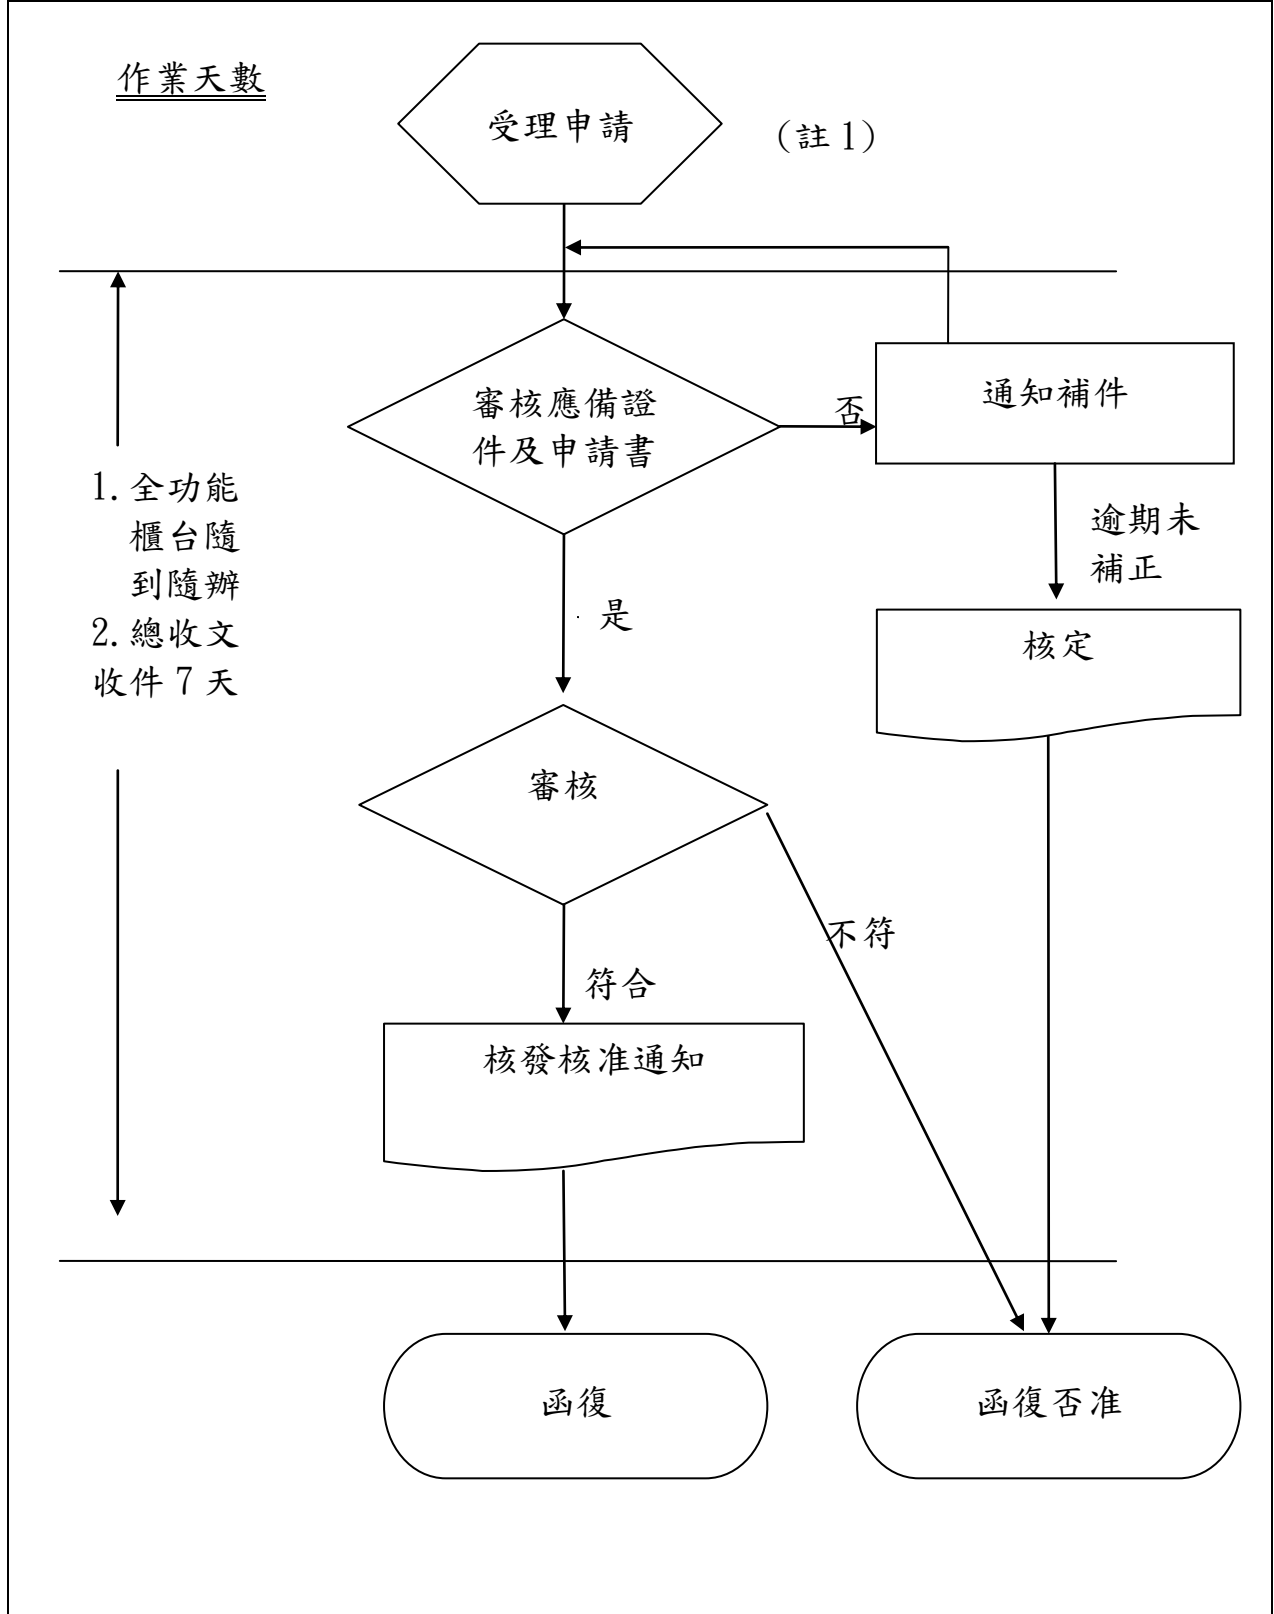 作業天數
受理申請
(註1)
審核應備證
件及申請書
否
通知補件
1.全功能
櫃台隨
到隨辦
2.總收文
收件7天
逾期未
補正
是
核定
審核
不符
符合
核發核准通知
函復
函復否准